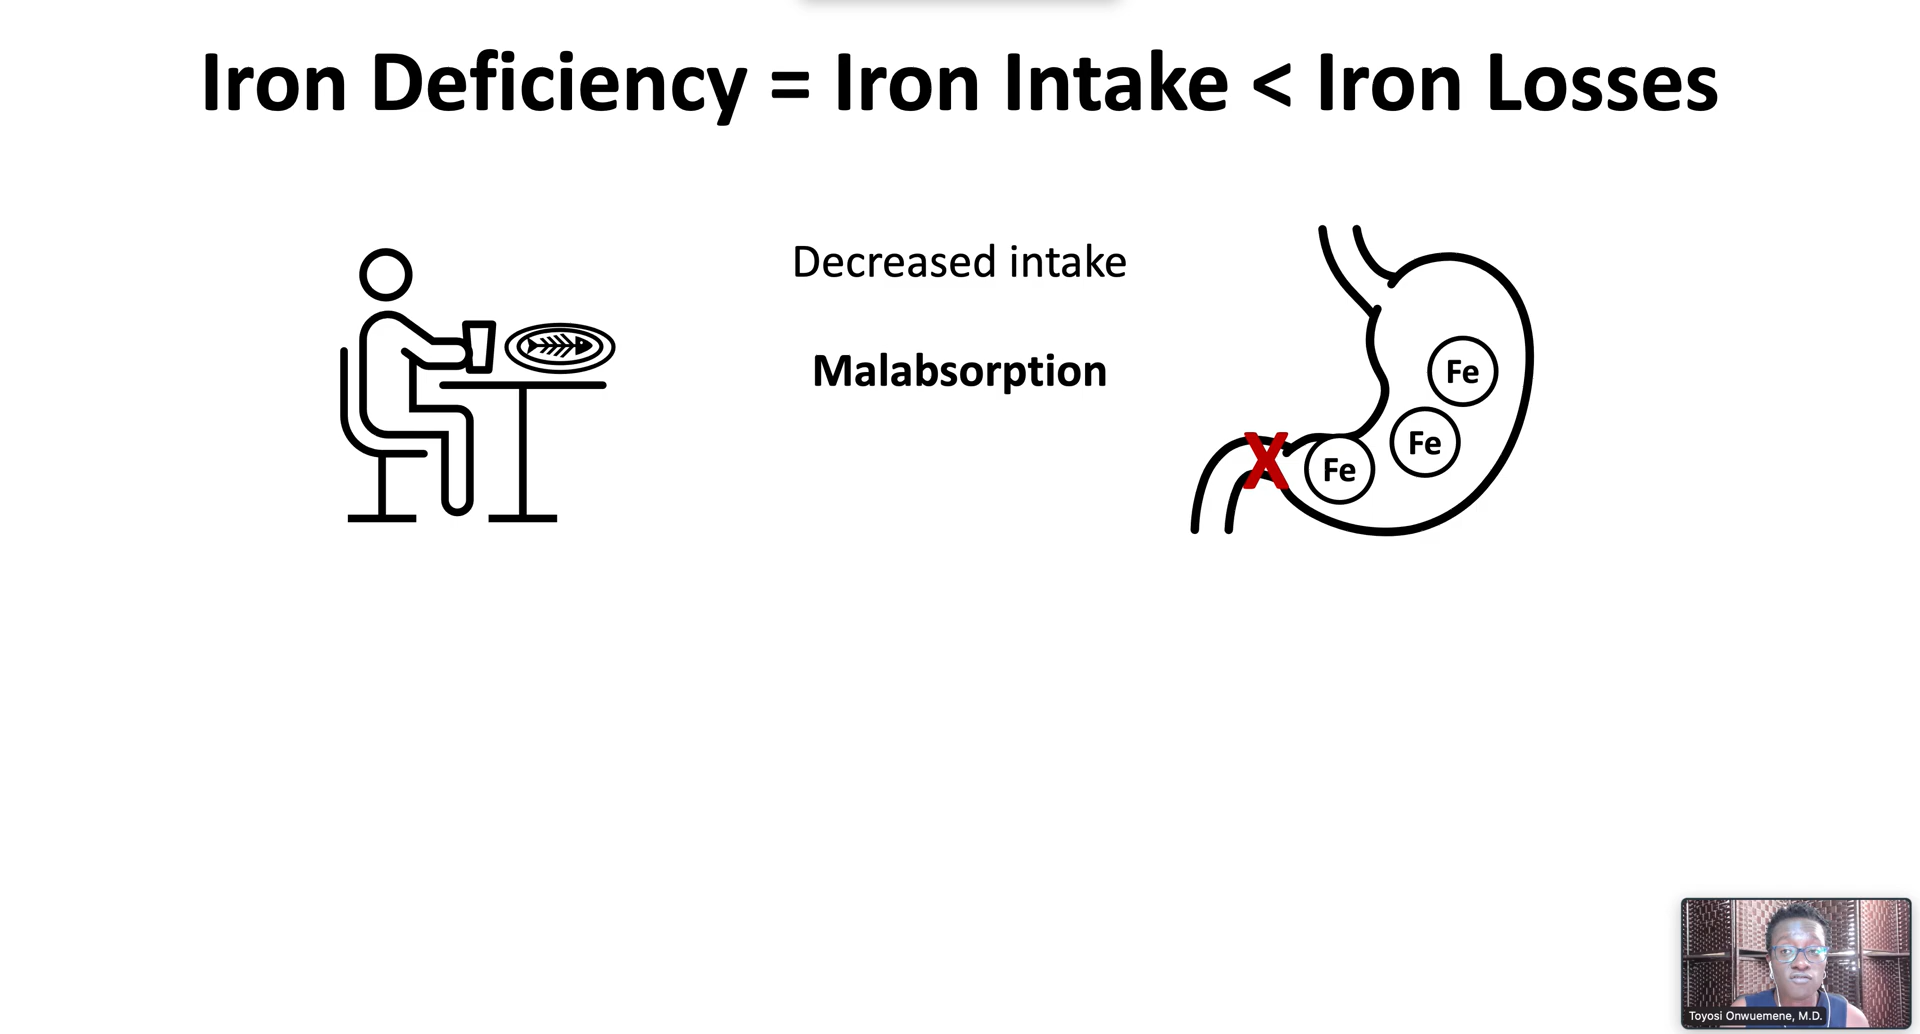 Iron Deficiency = Iron Intake < Iron Losses
Decreased intake
Malabsorption
Fe
Fe
X
Fe
Toyosi Onwuemene, M.D.